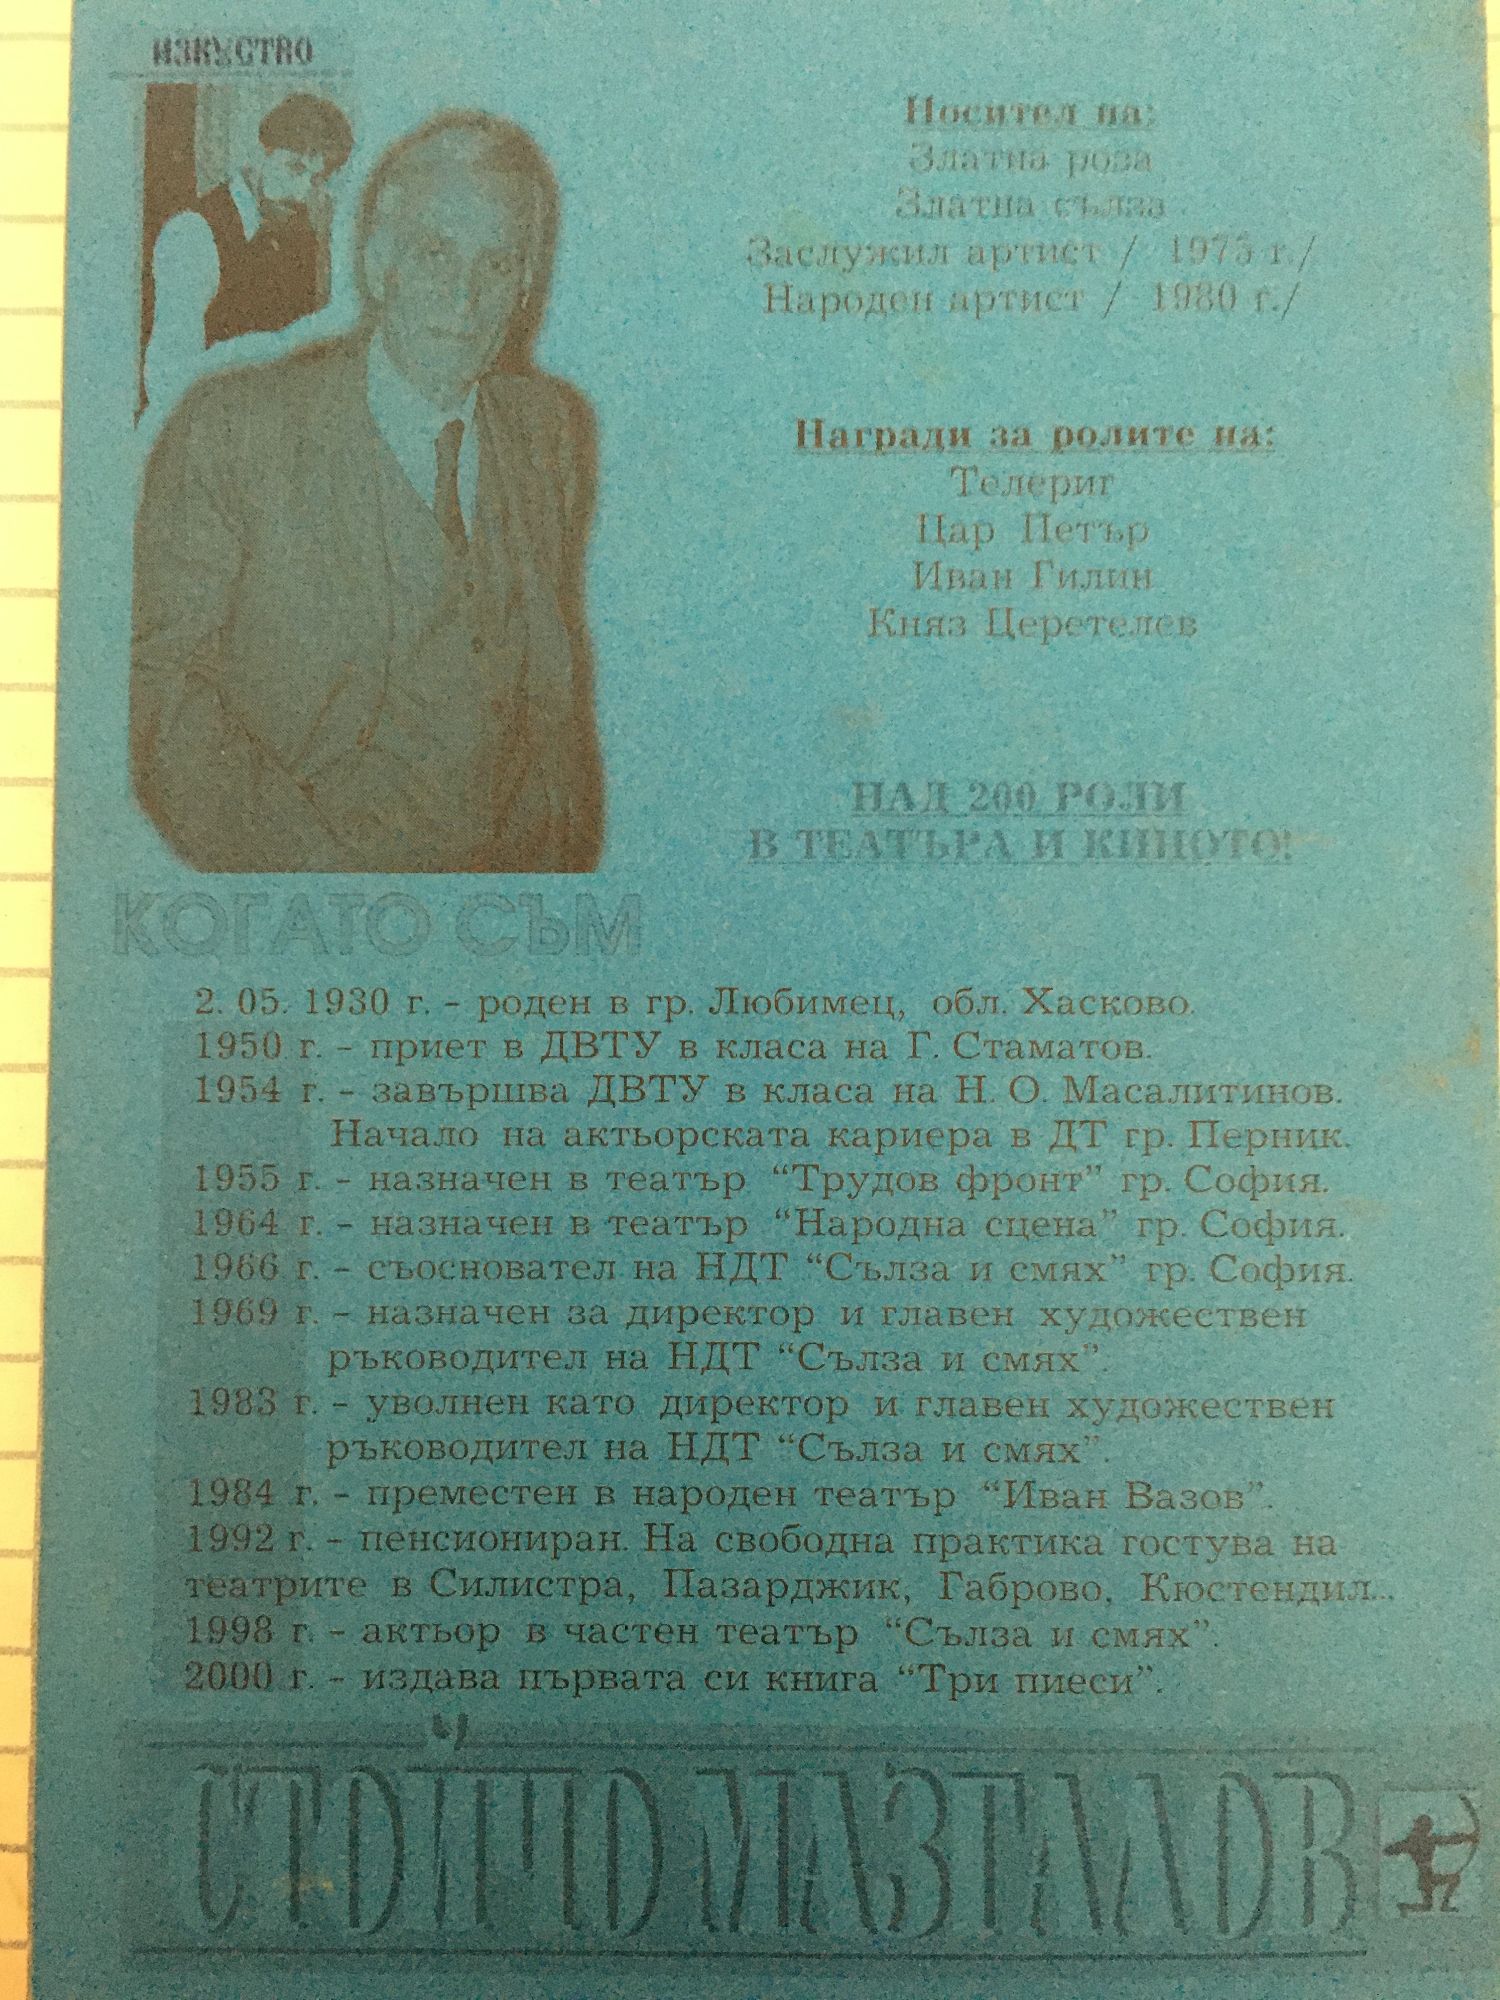 ИЗКУСТВО
Носител на:
Златна роза
Златна сълза
Заслужил артист / 1975 г./
Народен артист / 1980 г./
Награди за ролите на:
Телериг
Цар Петър
Иван Гилин
Княз Церетелев
НАД 200 РОЛИ
В ТЕАТЪРА И КИНОТО!
КОГАТО СЪМ
2. 05. 1930 г. - роден в гр. Любимец, обл. Хасково.
1950 г. - приет в ДВТУ в класа на Г. Стаматов.
1954 г. - завършва ДВТУ в класа на Н. О. Масалитинов.
Начало на актьорската кариера в ДТ гр. Перник.
1955 г. - назначен в театър “Трудов фронт” гр. София.
1964 г. - назначен в театър “Народна сцена” гр. София.
1966 г. - съосновател на НДТ “Сълза и смях” гр. София.
1969 г. - назначен за директор и главен художествен
ръководител на НДТ “Сълза и смях”.
1983 г. - уволнен като директор и главен художествен
ръководител на НДТ “Сълза и смях”.
1984 г. - преместен в народен театър “Иван Вазов”.
1992 г. - пенсиониран. На свободна практика гостува на
театрите в Силистра, Пазарджик, Габрово, Кюстендил...
1998 г. - актьор в частен театър “Сълза и смях”.
2000 г. - издава първата си книга “Три пиеси”.
СТОЙЧО МАЗГАЛОВ